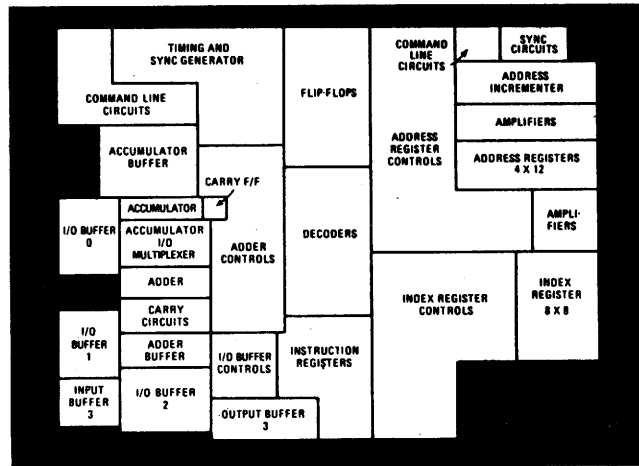 TIMING AND
SYNC GENERATOR
COMMAND LINE
CIRCUITS
FLIP-FLOPS
COMMAND LINE
CIRCUITS
SYNC
CIRCUITS
ADDRESS
INCREMENTER
AMPLIFIERS
ADDRESS
REGISTER
CONTROLS
ADDRESS REGISTERS
4 X 12
AMPLI-
FIERS
ACCUMULATOR
BUFFER
CARRY F/F
ACCUMULATOR
I/O BUFFER
0
ACCUMULATOR
I/O
MULTIPLEXER
ADDER
CONTROLS
DECODERS
ADDER
CARRY
CIRCUITS
INDEX REGISTER
CONTROLS
INDEX
REGISTER
8 X 8
I/O
BUFFER
1
ADDER
BUFFER
I/O BUFFER
CONTROLS
INSTRUCTION
REGISTERS
INPUT
BUFFER
3
I/O BUFFER
2
OUTPUT BUFFER
3